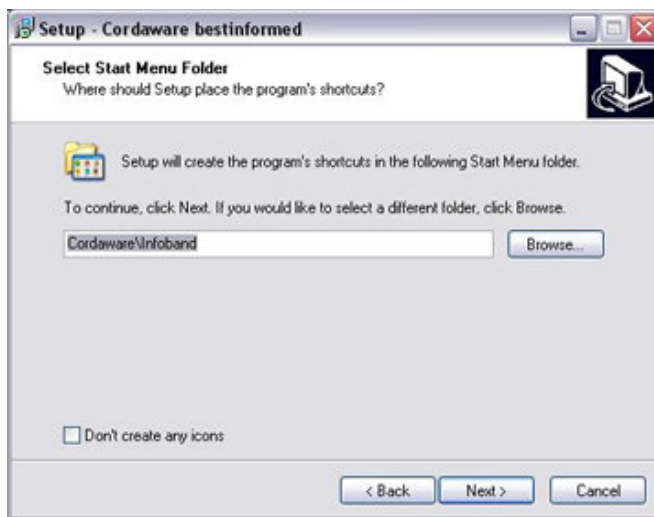 Setup - Cordaware bestinformed
Select Start Menu Folder
Where should Setup place the program's shortcuts?
Setup will create the program's shortcuts in the following Start Menu folder.
To continue, click Next. If you would like to select a different folder, click Browse.
Cordaware\Infoband
Browse...
Don't create any icons
< Back
Next >
Cancel